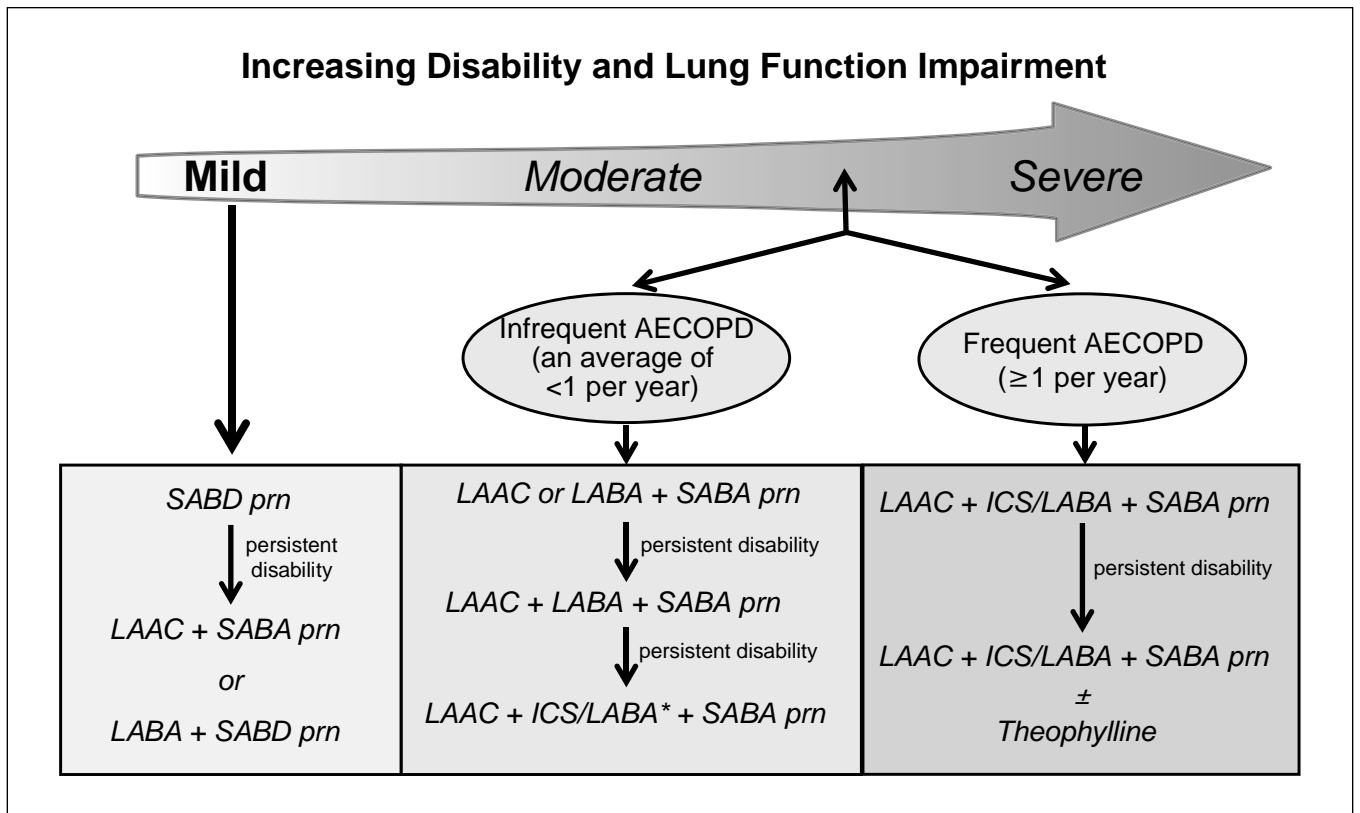 Increasing Disability and Lung Function Impairment
Mild
Moderate
Severe
Infrequent AECOPD
(an average of
<1 per year)
Frequent AECOPD
(≥1 per year)
SABD prn
persistent
disability
LAAC + SABA prn
or
LABA + SABD prn
LAAC or LABA + SABA prn
persistent disability
LAAC + LABA + SABA prn
persistent disability
LAAC + ICS/LABA* + SABA prn
LAAC + ICS/LABA + SABA prn
persistent disability
LAAC + ICS/LABA + SABA prn
±
Theophylline